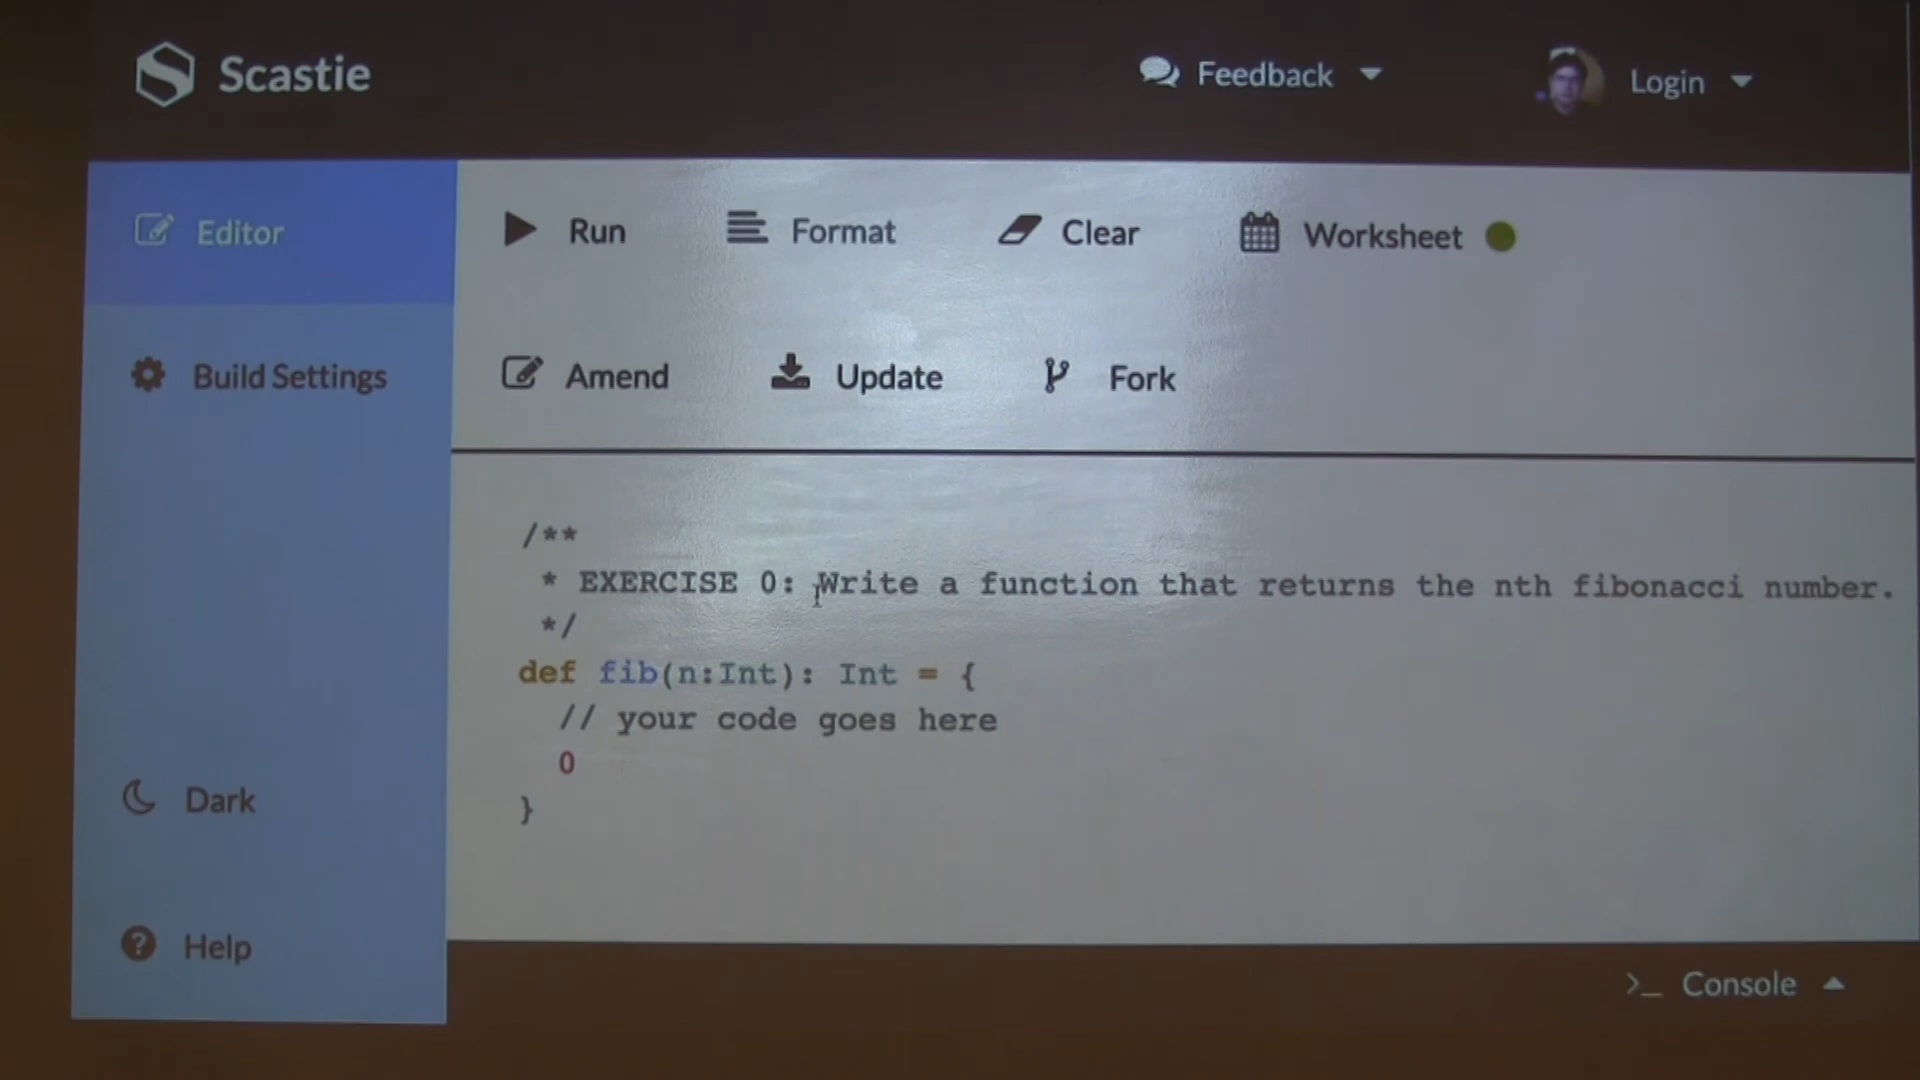 Scastie
Feedback
Login
Editor
Run
Format
Clear
Worksheet
Build Settings
Amend
Update
Fork
/**
* EXERCISE 0: Write a function that returns the nth fibonacci number.
*/
def fib(n:Int): Int = {
// your code goes here
0
}
Dark
Help
>_ Console